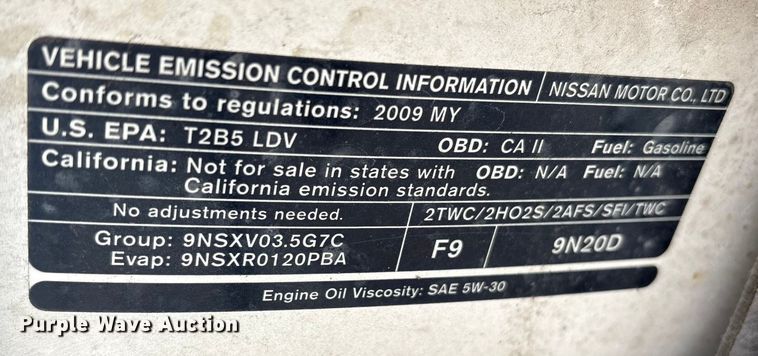 VEHICLE EMISSION CONTROL INFORMATION / NISSAN MOTOR CO., LTD
Conforms to regulations: 2009 MY
U.S. EPA: T2B5 LDV OBD: CA II Fuel: Gasoline
California: Not for sale in states with OBD: N/A Fuel: N/A
California emission standards.
No adjustments needed. 2TWC/2HO2S/2AFS/SFI/TWC
Group: 9NSXV03.5G7C F9 9N20D
Evap: 9NSXR0120PBA
Engine Oil Viscosity: SAE 5W-30
Purple Wave Auction